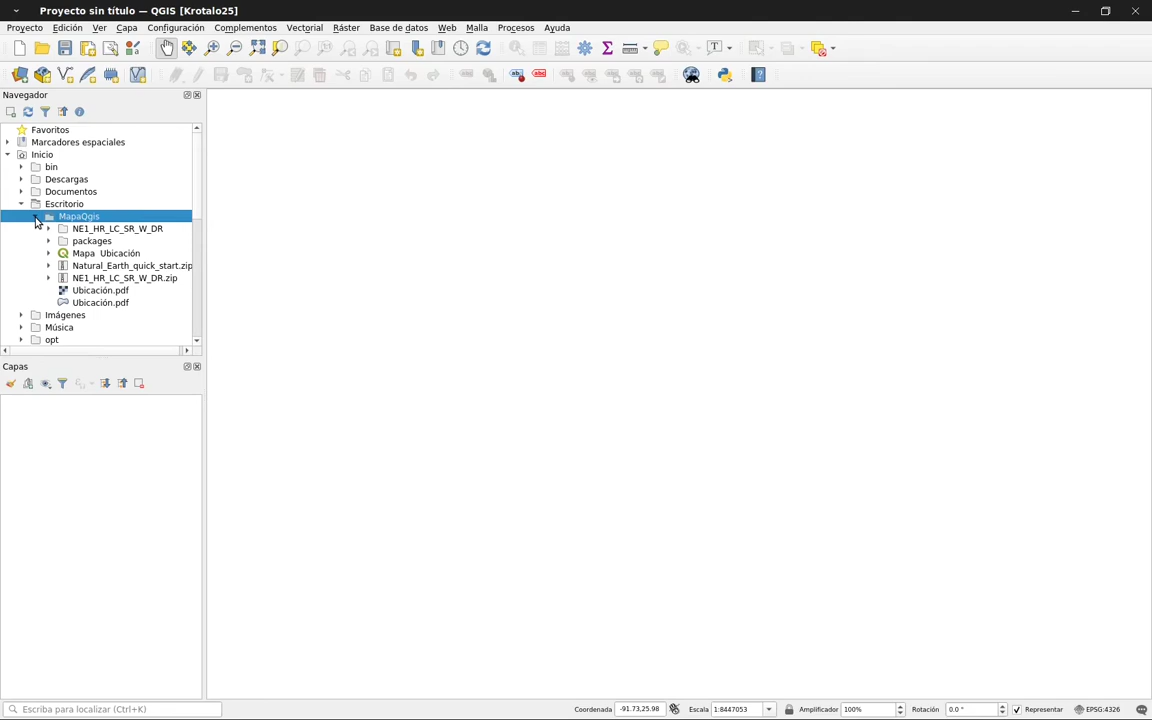 Proyecto sin título — QGIS [Krotalo25]
Proyecto Edición Ver Capa Configuración Complementos Vectorial Ráster Base de datos Web Malla Procesos Ayuda
Navegador
Favoritos
Marcadores espaciales
Inicio
bin
Descargas
Documentos
Escritorio
MapaQgis
NE1_HR_LC_SR_W_DR
packages
Mapa Ubicación
Natural_Earth_quick_start.zip
NE1_HR_LC_SR_W_DR.zip
Ubicación.pdf
Ubicación.pdf
Imágenes
Música
opt
Capas
Escriba para localizar (Ctrl+K)
Coordenada -91.73,25.98 Escala 1:8447053 Amplificador 100% Rotación 0.0 ° Representar EPSG:4326